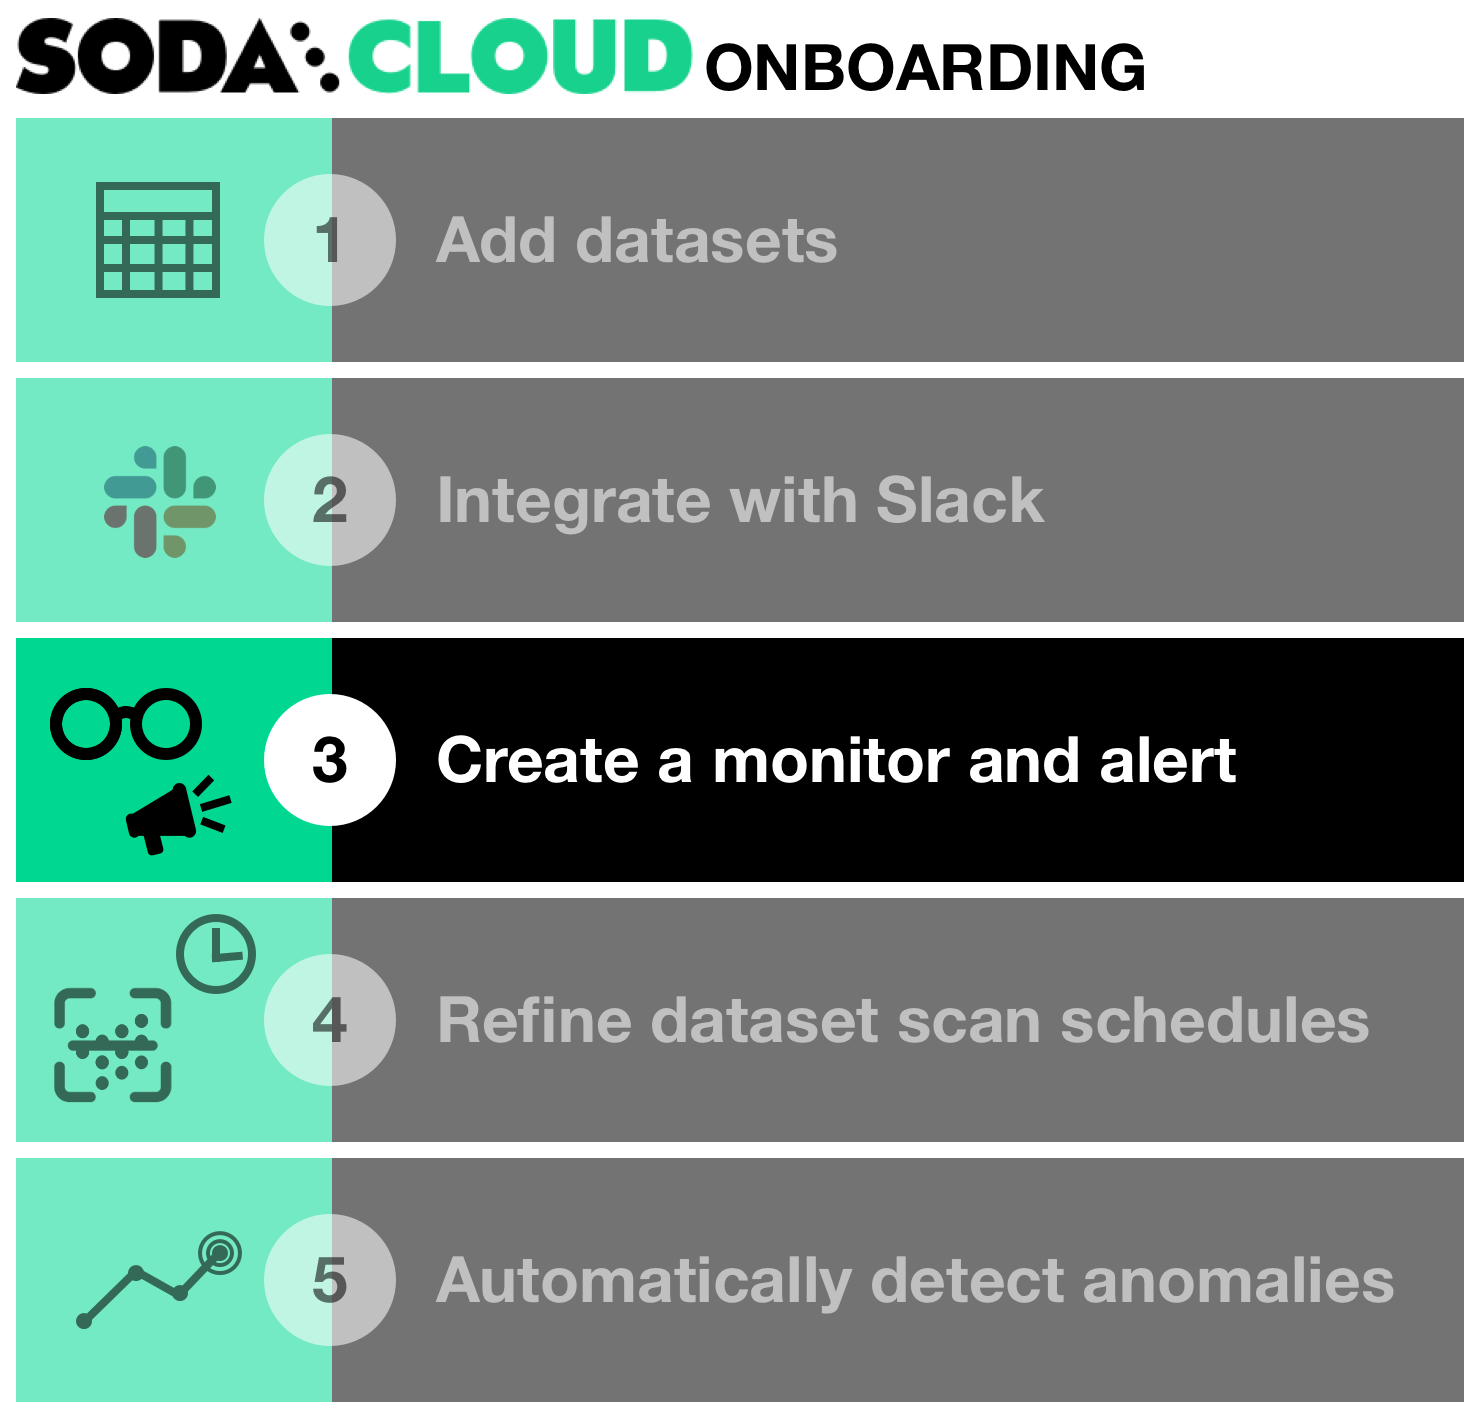 SODA CLOUD ONBOARDING
1 Add datasets
2 Integrate with Slack
3 Create a monitor and alert
4 Refine dataset scan schedules
5 Automatically detect anomalies